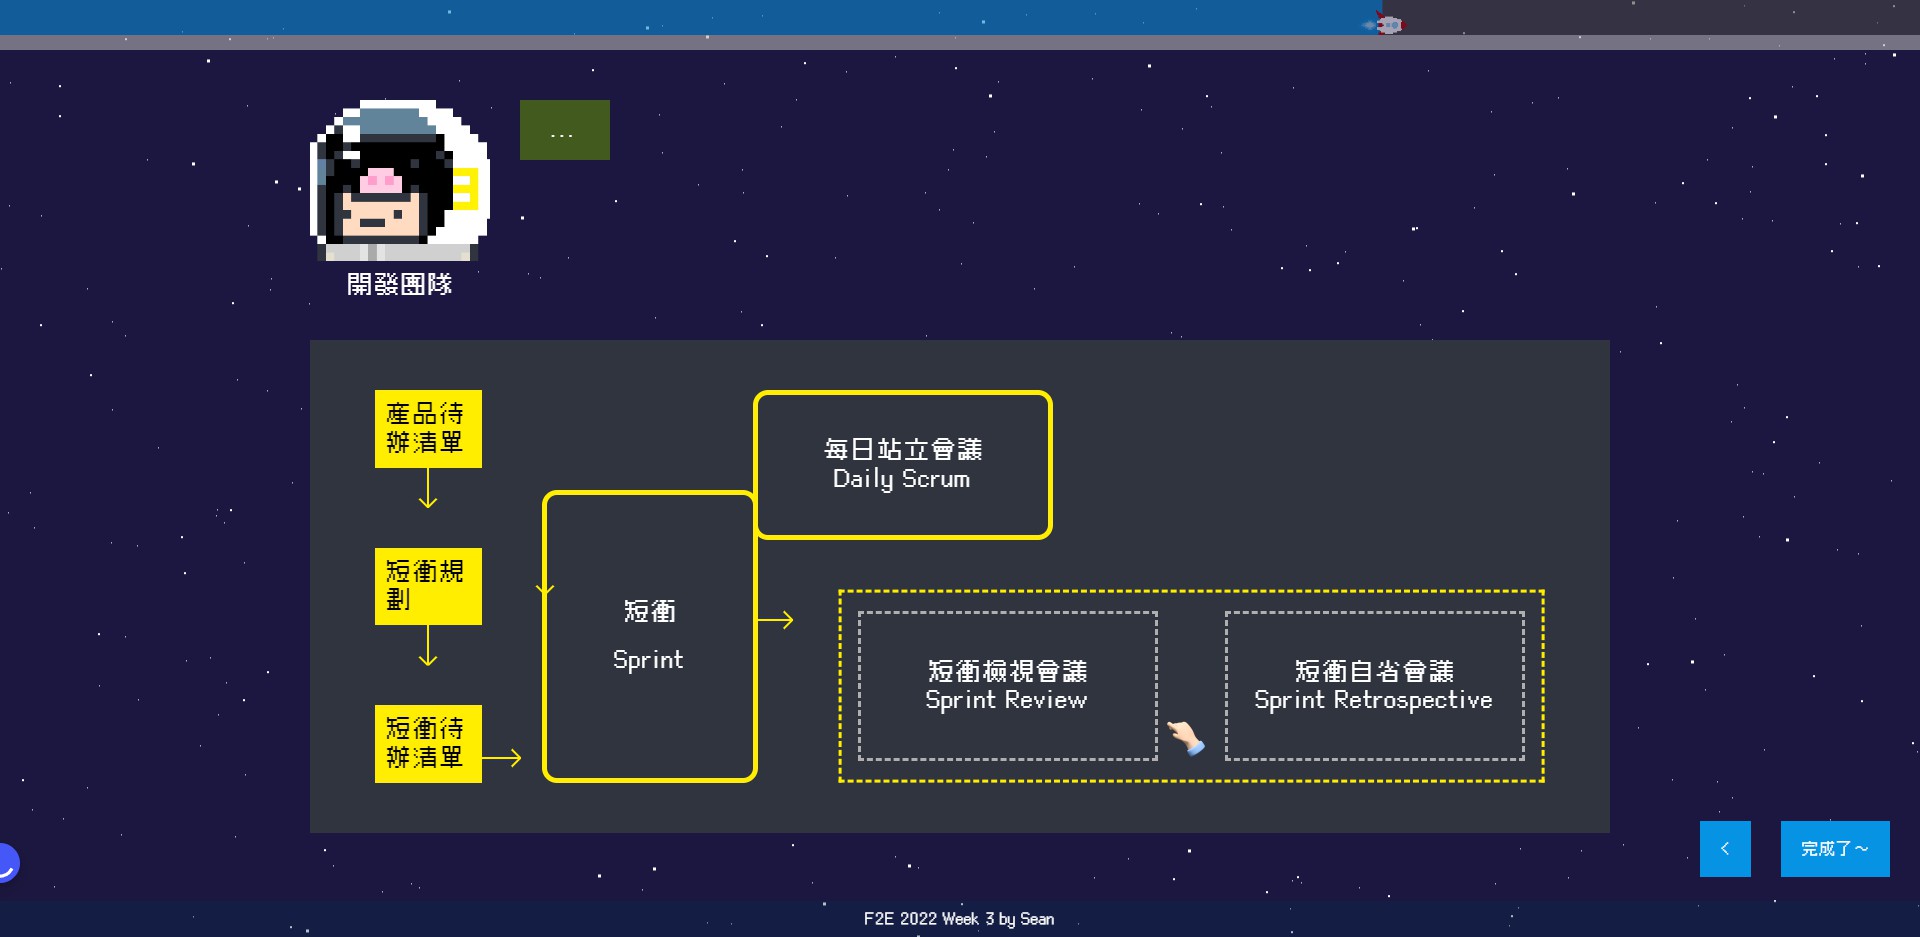 ...
開發團隊
產品待
辦清單
每日站立會議
Daily Scrum
短衝規
劃
短衝
Sprint
短衝待
辦清單
短衝檢視會議
Sprint Review
短衝自省會議
Sprint Retrospective
完成了～
F2E 2022 Week 3 by Sean